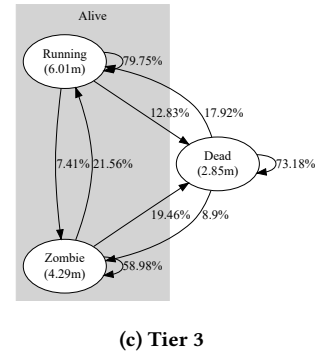 Alive
Running
(6.01m)
79.75%
12.83%
17.92%
7.41%
21.56%
Dead
(2.85m)
73.18%
19.46%
8.9%
Zombie
(4.29m)
58.98%
(c) Tier 3